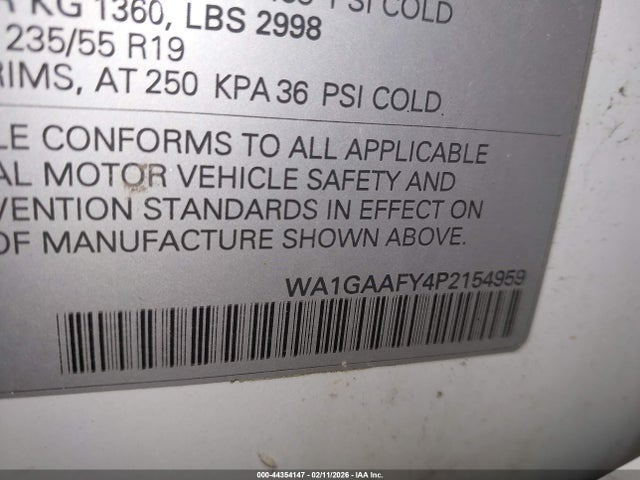 KG 1360, LBS 2998 PSI COLD
235/55 R19
RIMS, AT 250 KPA 36 PSI COLD.
LE CONFORMS TO ALL APPLICABLE
AL MOTOR VEHICLE SAFETY AND
VENTION STANDARDS IN EFFECT ON
OF MANUFACTURE SHOWN ABOVE.
WA1GAAFY4P2154959
000-44354147 - 02/11/2026 - IAA Inc.